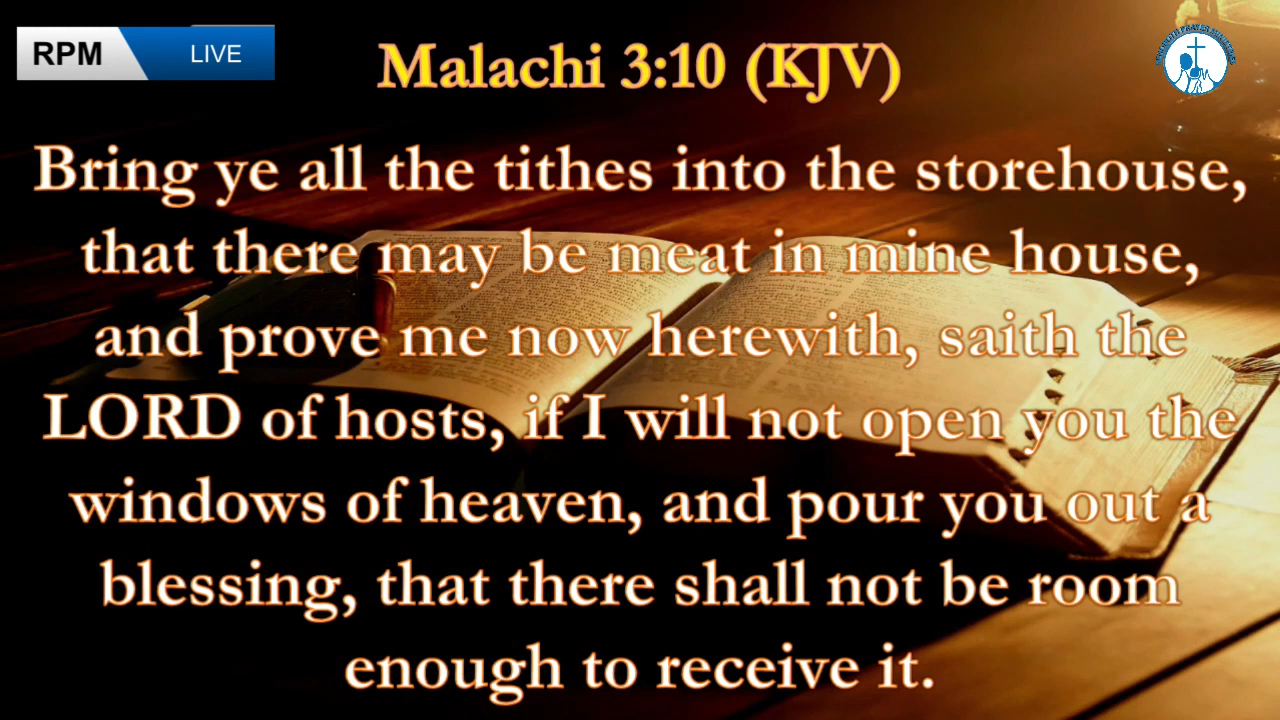 RPM LIVE
Malachi 3:10 (KJV)
Bring ye all the tithes into the storehouse,
that there may be meat in mine house,
and prove me now herewith, saith the
LORD of hosts, if I will not open you the
windows of heaven, and pour you out a
blessing, that there shall not be room
enough to receive it.